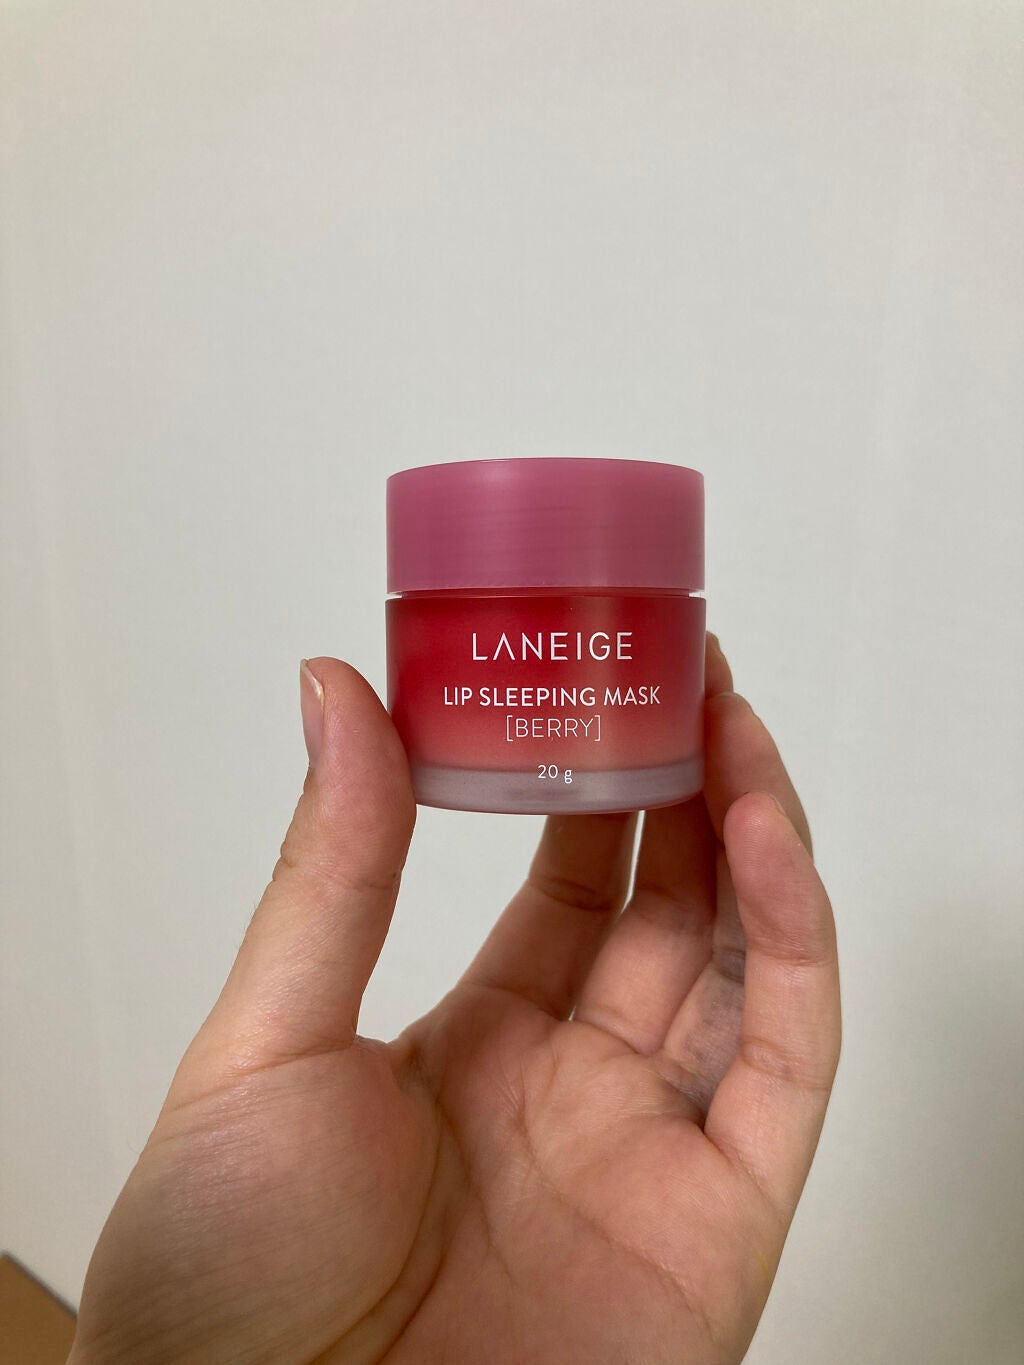 LANEIGE
LIP SLEEPING MASK
[BERRY]
20 g